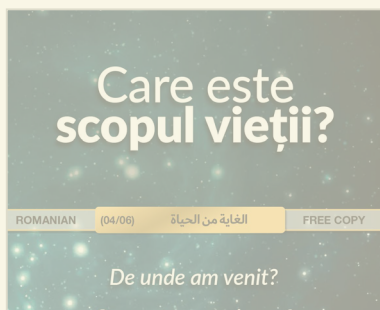 Care este
scopul vieții?
ROMANIAN (04/06) الغاية من الحياة FREE COPY
De unde am venit?